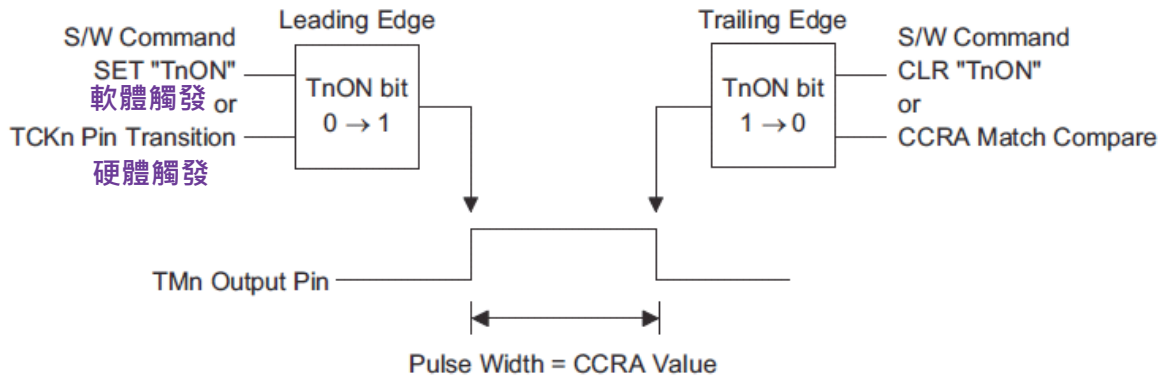 Leading Edge
S/W Command
SET "TnON"
軟體觸發 or
TCKn Pin Transition
硬體觸發
TnON bit
0 → 1
Trailing Edge
TnON bit
1 → 0
S/W Command
CLR "TnON"
or
CCRA Match Compare
TMn Output Pin
Pulse Width = CCRA Value